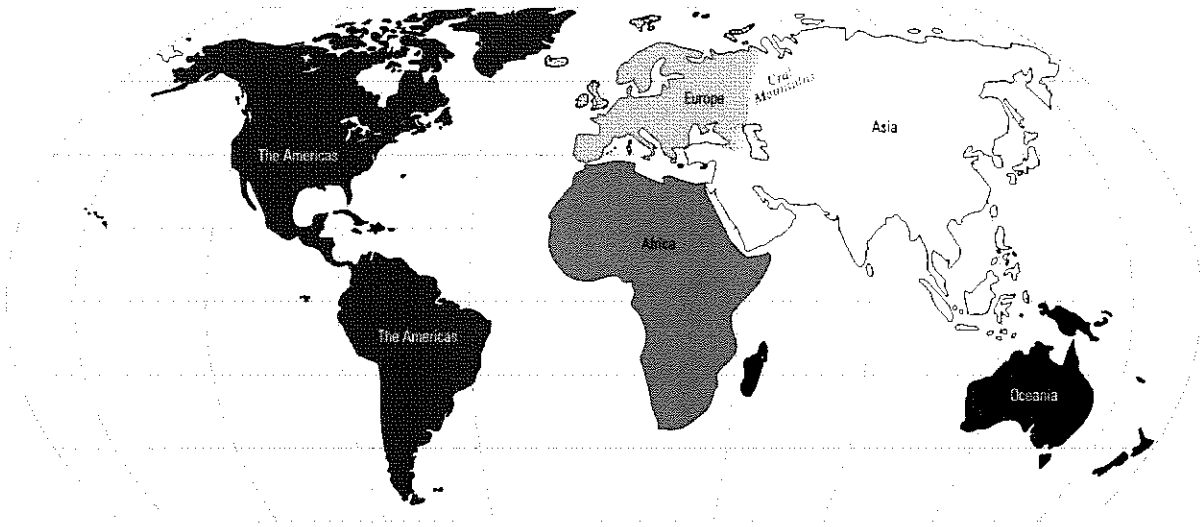 Ural
Mountains
Europe
Asia
The Americas
Africa
The Americas
Oceania